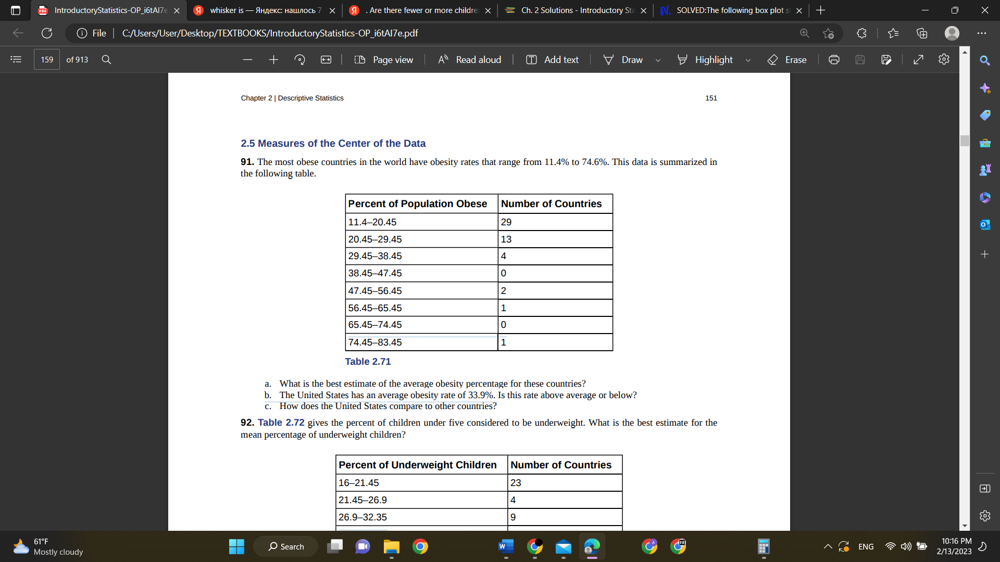 IntroductoryStatistics-OP_i6tAI7e
whisker is — Яндекс: нашлось 7
. Are there fewer or more childre
Ch. 2 Solutions - Introductory Sta
SOLVED:The following box plot s
File
C:/Users/User/Desktop/TEXTBOOKS/IntroductoryStatistics-OP_i6tAI7e.pdf
159 of 913
Page view
Read aloud
Add text
Draw
Highlight
Erase
Chapter 2 | Descriptive Statistics 151
2.5 Measures of the Center of the Data
91. The most obese countries in the world have obesity rates that range from 11.4% to 74.6%. This data is summarized in
the following table.
Percent of Population Obese Number of Countries
11.4–20.45 29
20.45–29.45 13
29.45–38.45 4
38.45–47.45 0
47.45–56.45 2
56.45–65.45 1
65.45–74.45 0
74.45–83.45 1
Table 2.71
a. What is the best estimate of the average obesity percentage for these countries?
b. The United States has an average obesity rate of 33.9%. Is this rate above average or below?
c. How does the United States compare to other countries?
92. Table 2.72 gives the percent of children under five considered to be underweight. What is the best estimate for the
mean percentage of underweight children?
Percent of Underweight Children Number of Countries
16–21.45 23
21.45–26.9 4
26.9–32.35 9
61°F
Mostly cloudy
Search
ENG
10:16 PM
2/13/2023